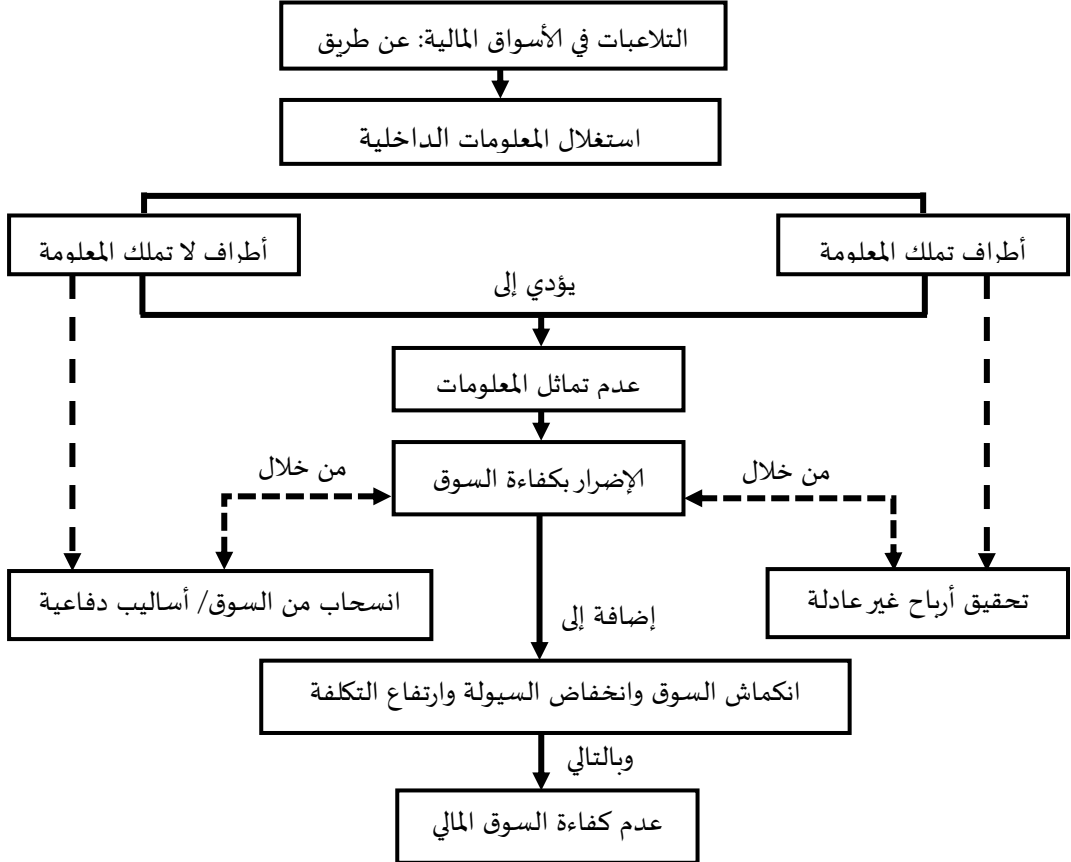 التلاعبات في الأسواق المالية: عن طريق
استغلال المعلومات الداخلية
أطراف تملك المعلومة
أطراف لا تملك المعلومة
يؤدي إلى
عدم تماثل المعلومات
الإضرار بكفاءة السوق
من خلال
من خلال
تحقيق أرباح غير عادلة
انسحاب من السوق/ أساليب دفاعية
إضافة إلى
انكماش السوق وانخفاض السيولة وارتفاع التكلفة
وبالتالي
عدم كفاءة السوق المالي